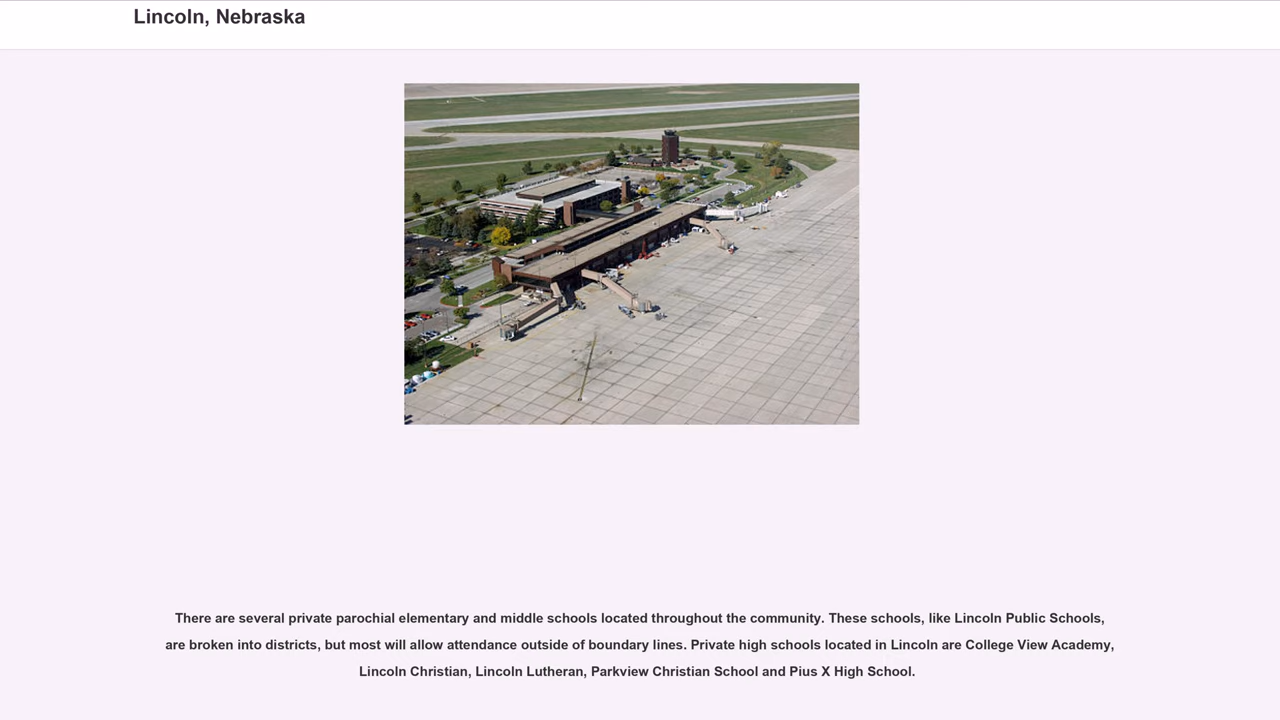 Lincoln, Nebraska
There are several private parochial elementary and middle schools located throughout the community. These schools, like Lincoln Public Schools,
are broken into districts, but most will allow attendance outside of boundary lines. Private high schools located in Lincoln are College View Academy,
Lincoln Christian, Lincoln Lutheran, Parkview Christian School and Pius X High School.